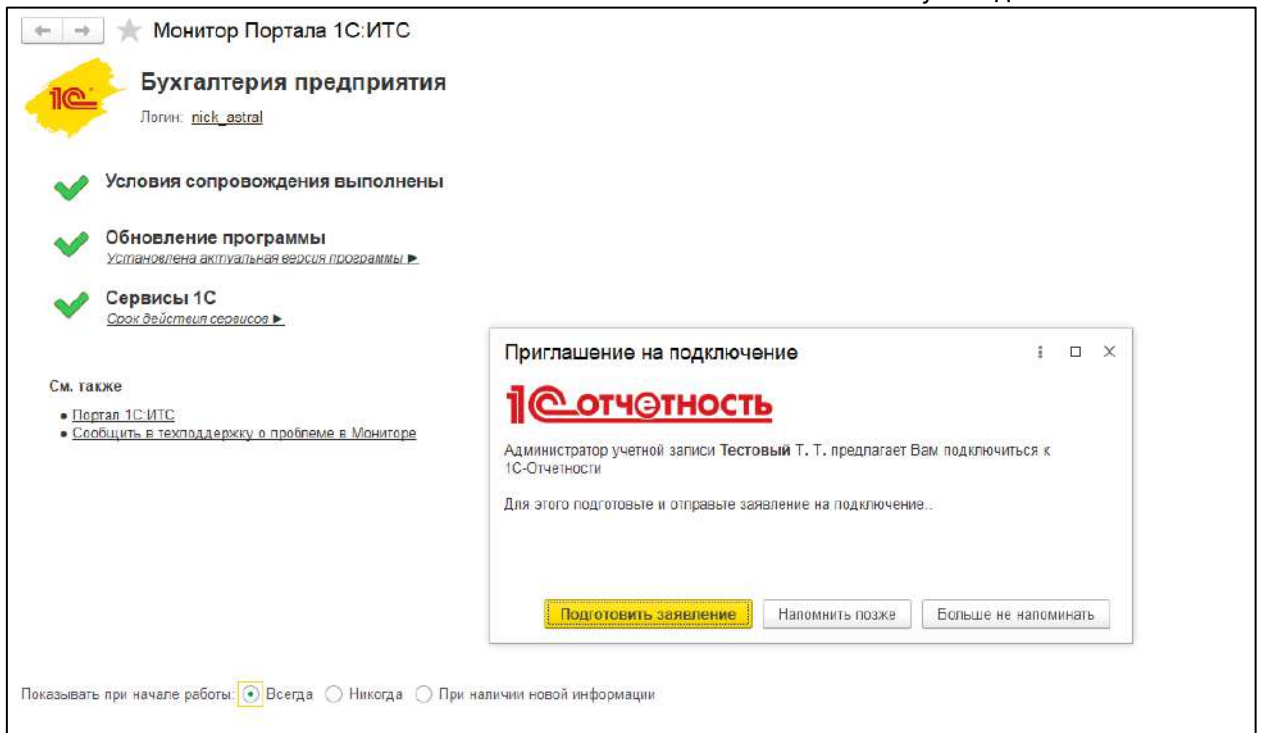 Монитор Портала 1С:ИТС
1С
Бухгалтерия предприятия
Логин: nick_astral
Условия сопровождения выполнены
Обновление программы
Установлена актуальная версия программы ►
Сервисы 1С
Срок действия сервисов ►
См. также
• Портал 1С:ИТС
• Сообщить в техподдержку о проблеме в Мониторе
Приглашение на подключение
1С отчетность
Администратор учетной записи Тестовый Т. Т. предлагает Вам подключиться к
1С-Отчетности
Для этого подготовьте и отправьте заявление на подключение..
Подготовить заявление Напомнить позже Больше не напоминать
Показывать при начале работы: Всегда Никогда При наличии новой информации